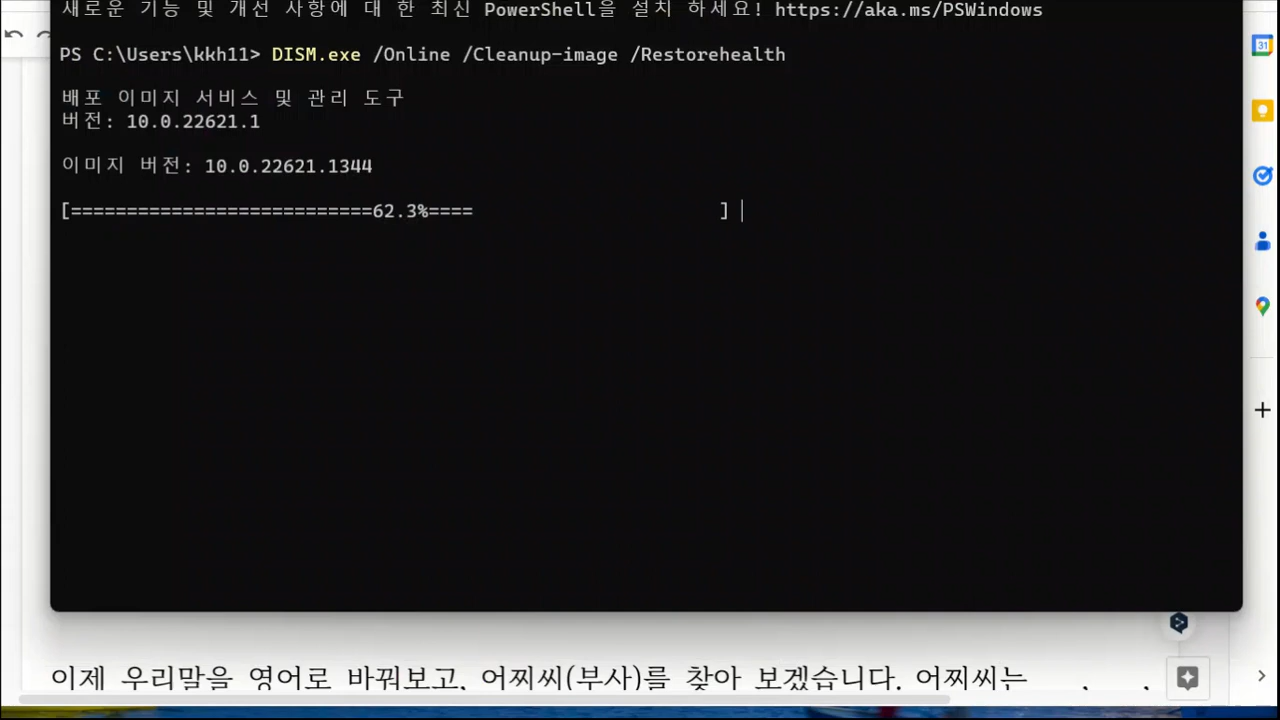 새로운 기능 및 개선 사항에 대 한 최신 PowerShell을 설치 하세요! https://aka.ms/PSWindows
PS C:\Users\kkh11> DISM.exe /Online /Cleanup-image /Restorehealth
배포 이미지 서비스 및 관리 도구
버전: 10.0.22621.1
이미지 버전: 10.0.22621.1344
[===========================62.3%====                       ]
31
이제 우리말을 영어로 바꿔보고, 어찌씨(부사)를 찾아 보겠습니다. 어찌씨는 , ,